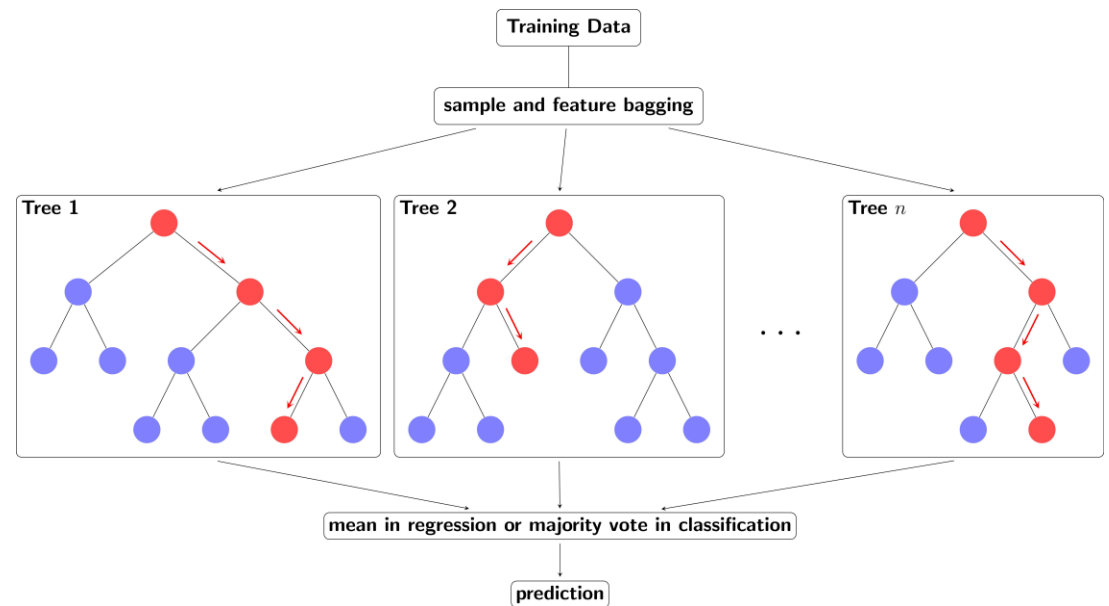 Training Data
sample and feature bagging
Tree 1
Tree 2
Tree n
. . .
mean in regression or majority vote in classification
prediction